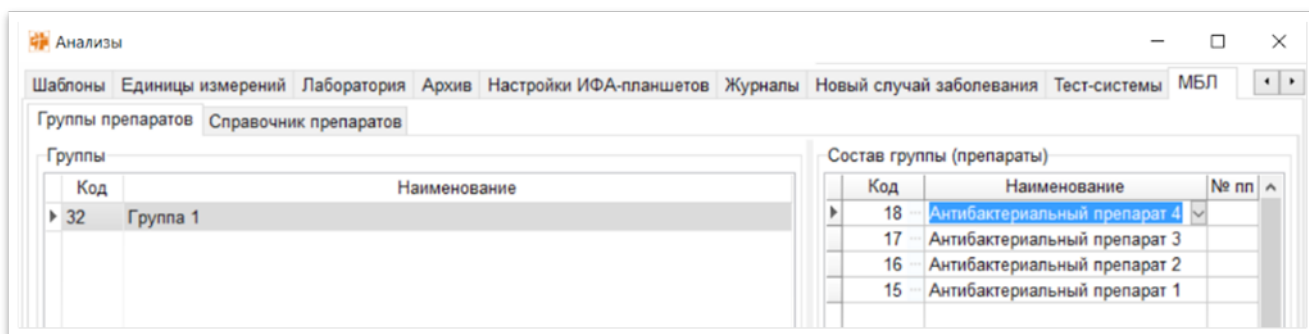 Анализы
Шаблоны Единицы измерений Лаборатория Архив Настройки ИФА-планшетов Журналы Новый случай заболевания Тест-системы МБЛ
Группы препаратов Справочник препаратов
Группы
Код Наименование
32 Группа 1
Состав группы (препараты)
Код Наименование № пп
18 ... Антибактериальный препарат 4
17 ... Антибактериальный препарат 3
16 ... Антибактериальный препарат 2
15 ... Антибактериальный препарат 1